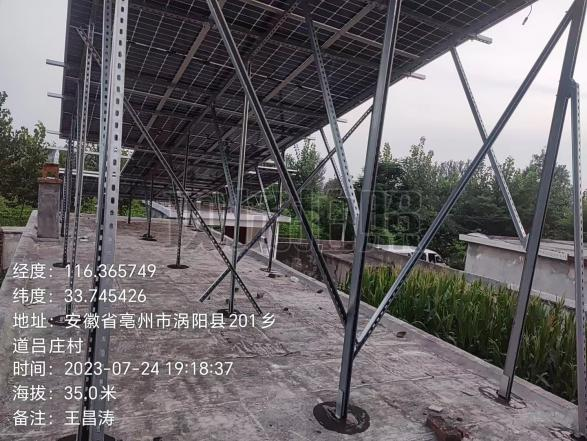 经度：116.365749
纬度：33.745426
地址：安徽省亳州市涡阳县201乡
道吕庄村
时间：2023-07-24 19:18:37
海拔：35.0米
备注：王昌涛